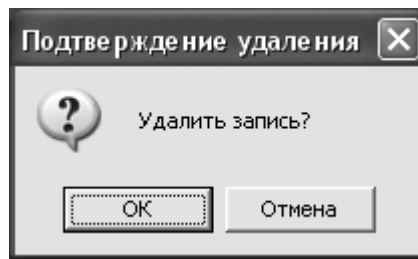 Подтверждение удаления
Удалить запись?
ОК
Отмена